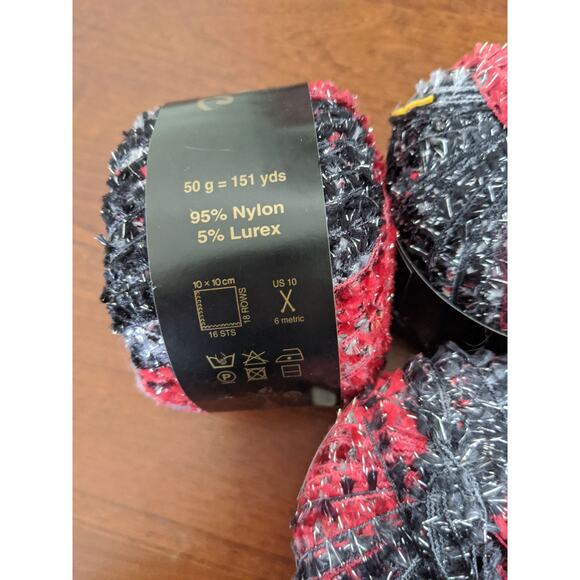 50 g = 151 yds
95% Nylon
5% Lurex
10 × 10 cm
18 ROWS
16 STS
US 10
6 metric
P